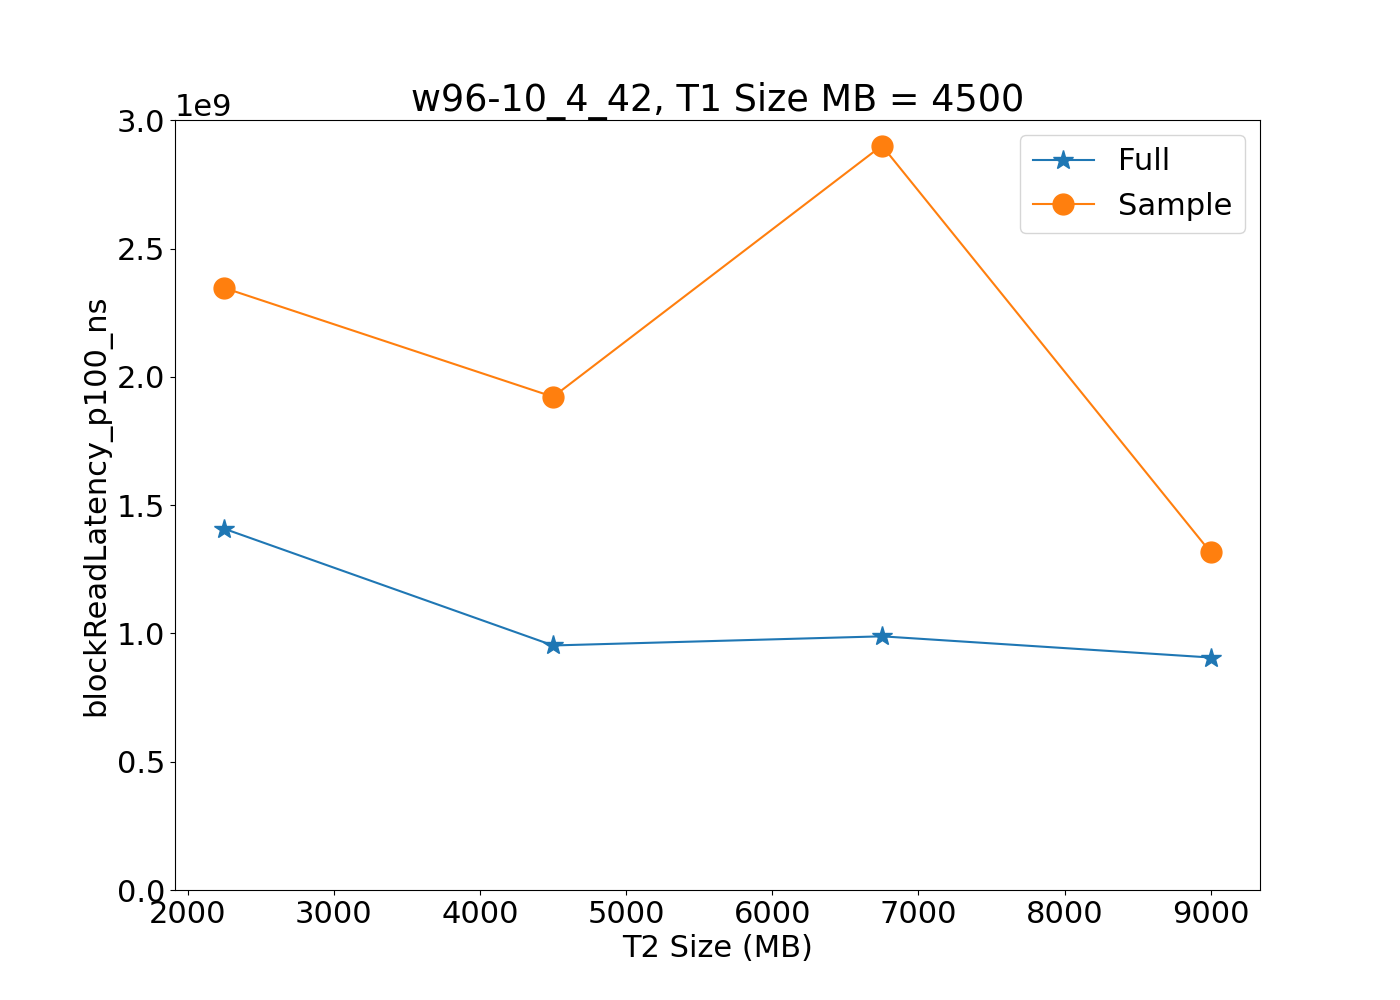 w96-10_4_42, T1 Size MB = 4500
1e9
3.0
2.5
2.0
1.5
1.0
0.5
0.0
blockReadLatency_p100_ns
Full
Sample
2000 3000 4000 5000 6000 7000 8000 9000
T2 Size (MB)